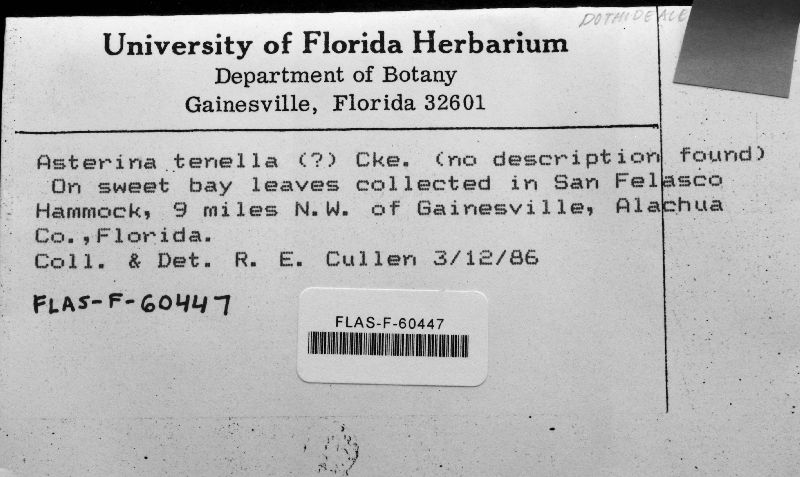 DOTHIDEALE
University of Florida Herbarium
Department of Botany
Gainesville, Florida 32601
Asterina tenella (?) Cke. (no description found)
On sweet bay leaves collected in San Felasco
Hammock, 9 miles N.W. of Gainesville, Alachua
Co.,Florida.
Coll. & Det. R. E. Cullen 3/12/86
FLAS-F-60447
FLAS-F-60447